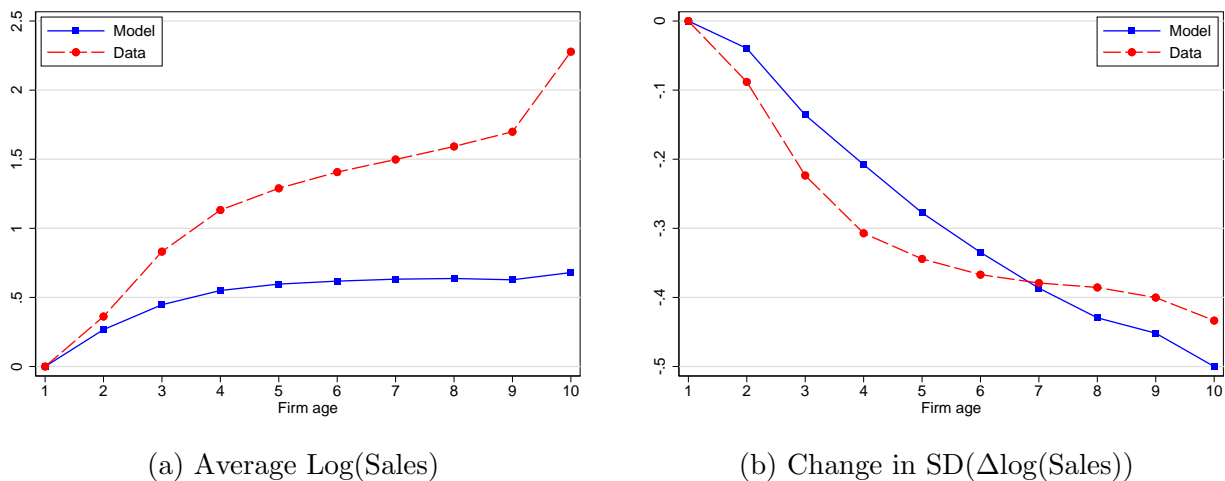 2.5
2
1.5
1
.5
0
Model
Data
1 2 3 4 5 6 7 8 9 10
Firm age
(a) Average Log(Sales)
0
-.1
-.2
-.3
-.4
-.5
Model
Data
1 2 3 4 5 6 7 8 9 10
Firm age
(b) Change in SD(Δlog(Sales))